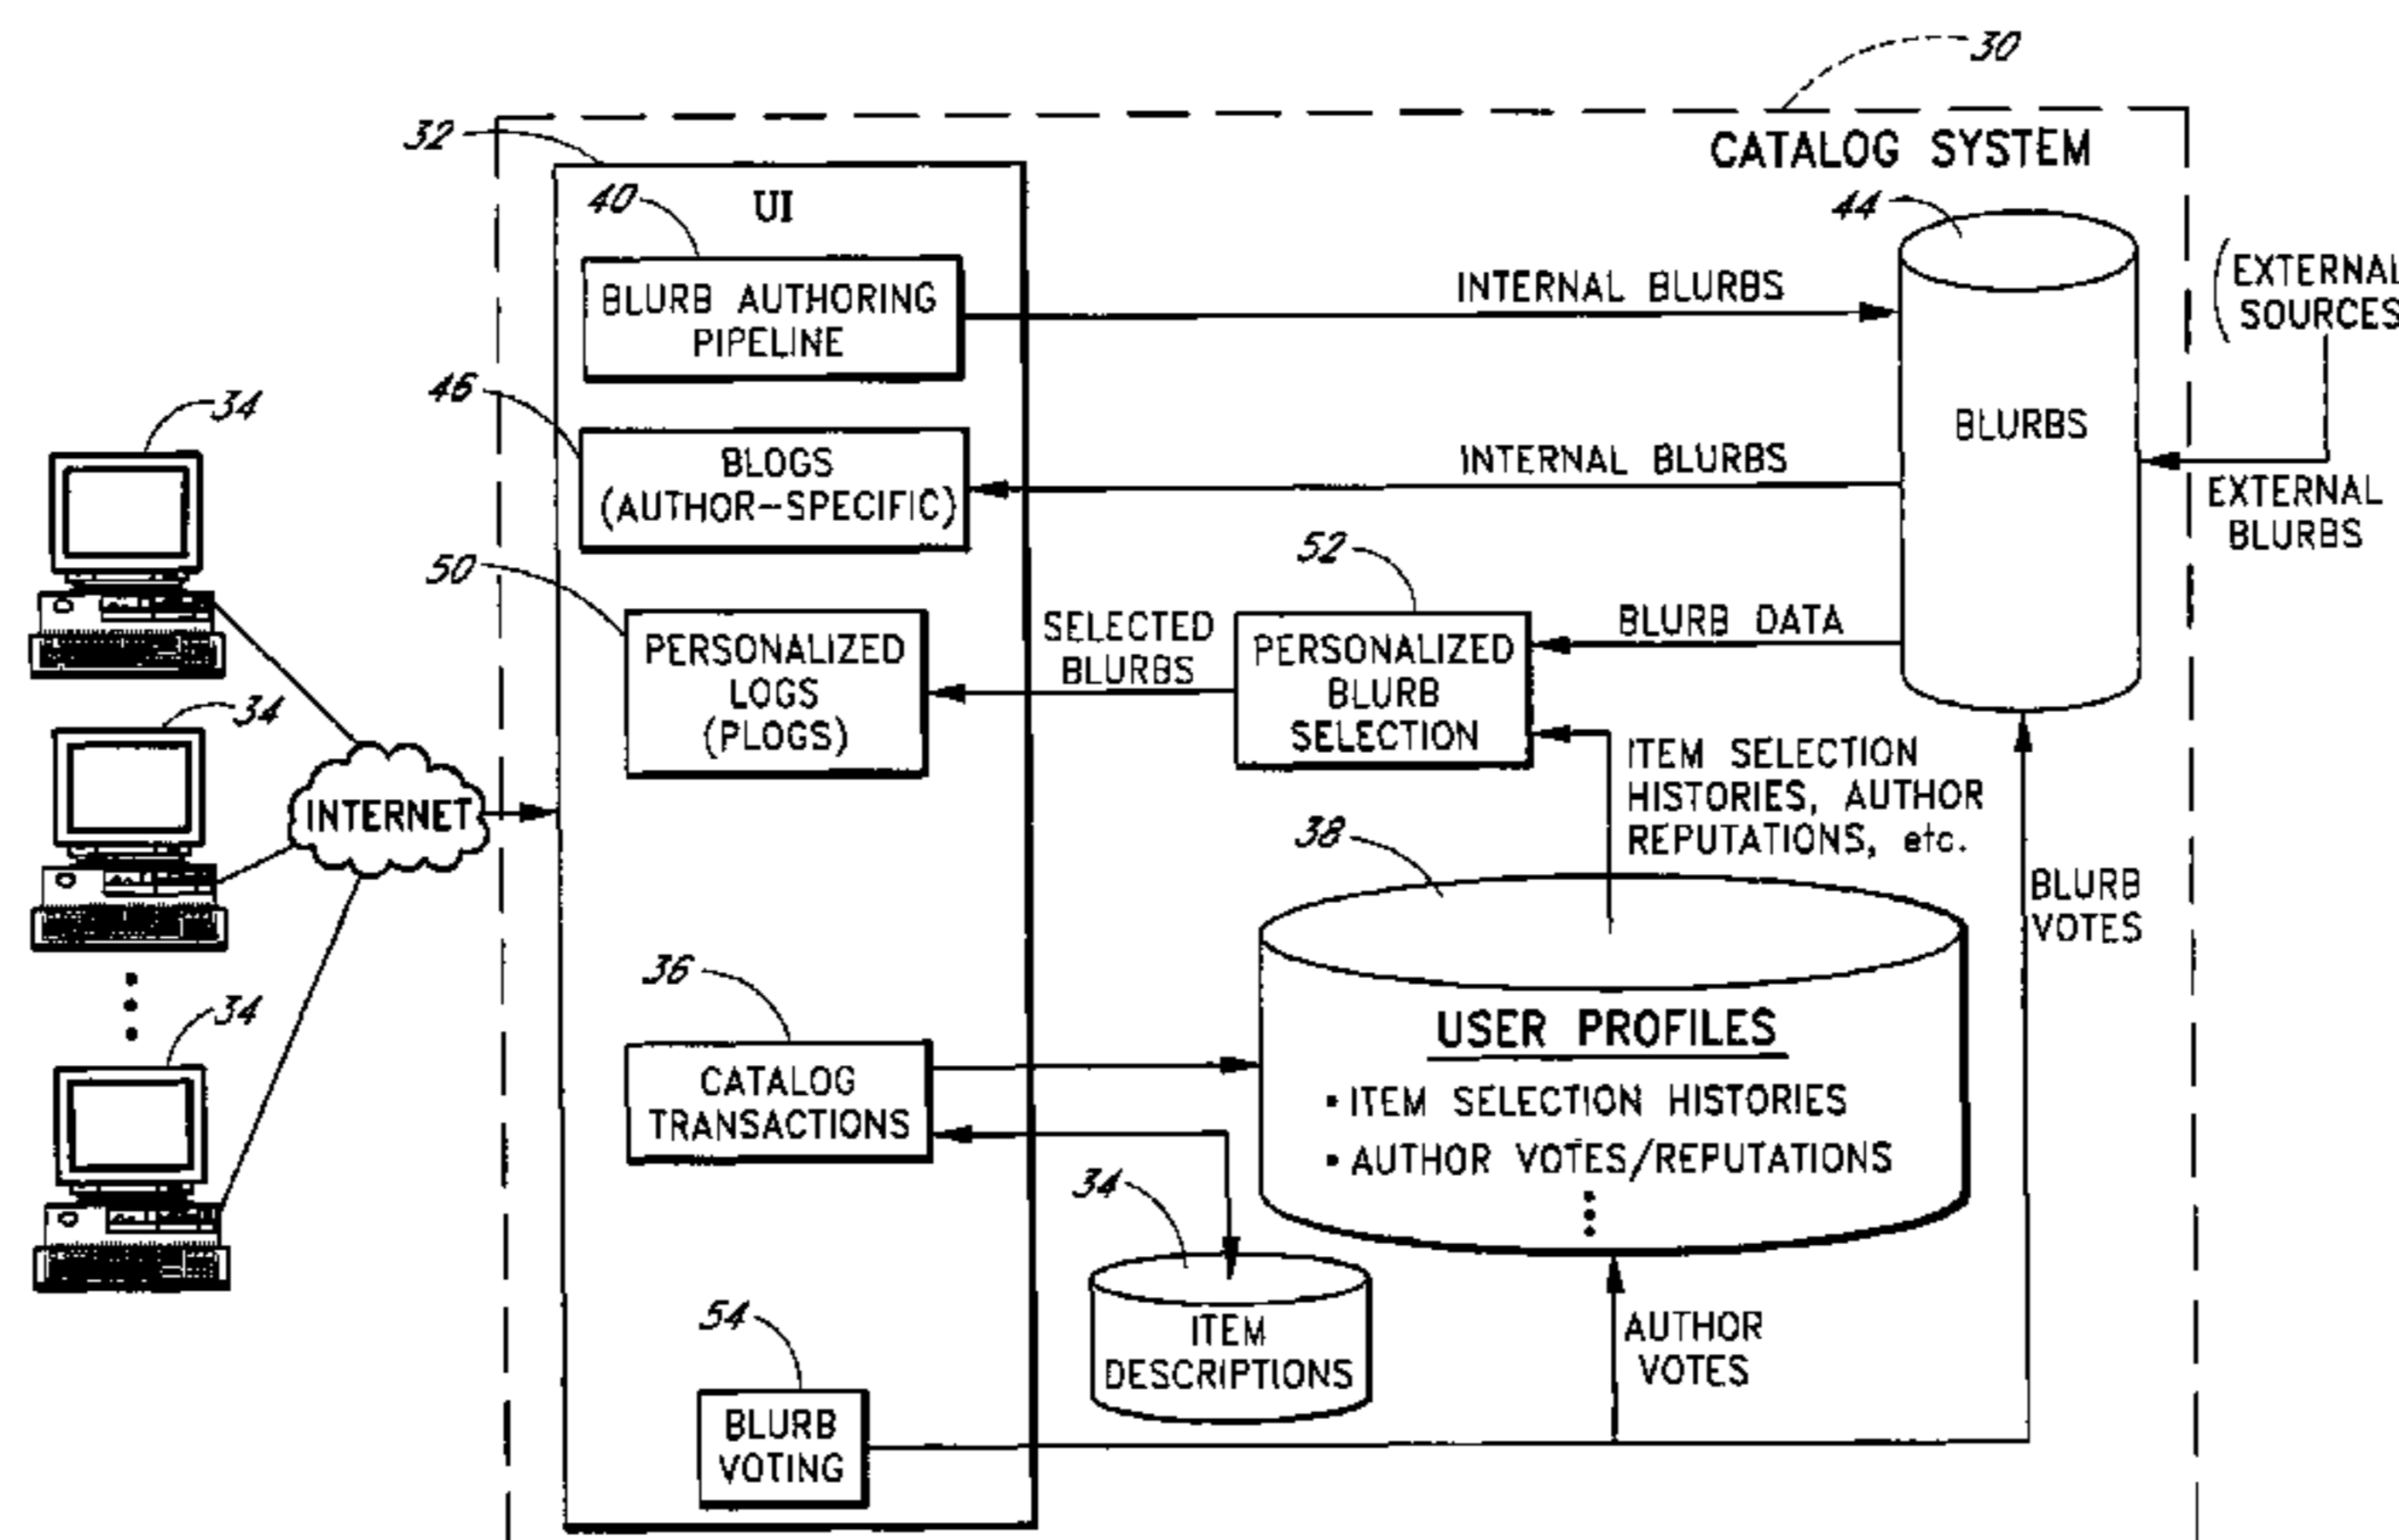 30
32
CATALOG SYSTEM
UI
40
44
BLURB AUTHORING
PIPELINE
INTERNAL BLURBS
(EXTERNAL
SOURCES
34
46
BLOGS
(AUTHOR-SPECIFIC)
INTERNAL BLURBS
BLURBS
EXTERNAL
BLURBS
50
52
PERSONALIZED
LOGS
(PLOGS)
SELECTED
BLURBS
PERSONALIZED
BLURB
SELECTION
BLURB DATA
34
INTERNET
ITEM SELECTION
HISTORIES, AUTHOR
REPUTATIONS, etc.
38
BLURB
VOTES
36
34
USER PROFILES
CATALOG
TRANSACTIONS
• ITEM SELECTION HISTORIES
• AUTHOR VOTES/REPUTATIONS
34
ITEM
DESCRIPTIONS
AUTHOR
VOTES
54
BLURB
VOTING